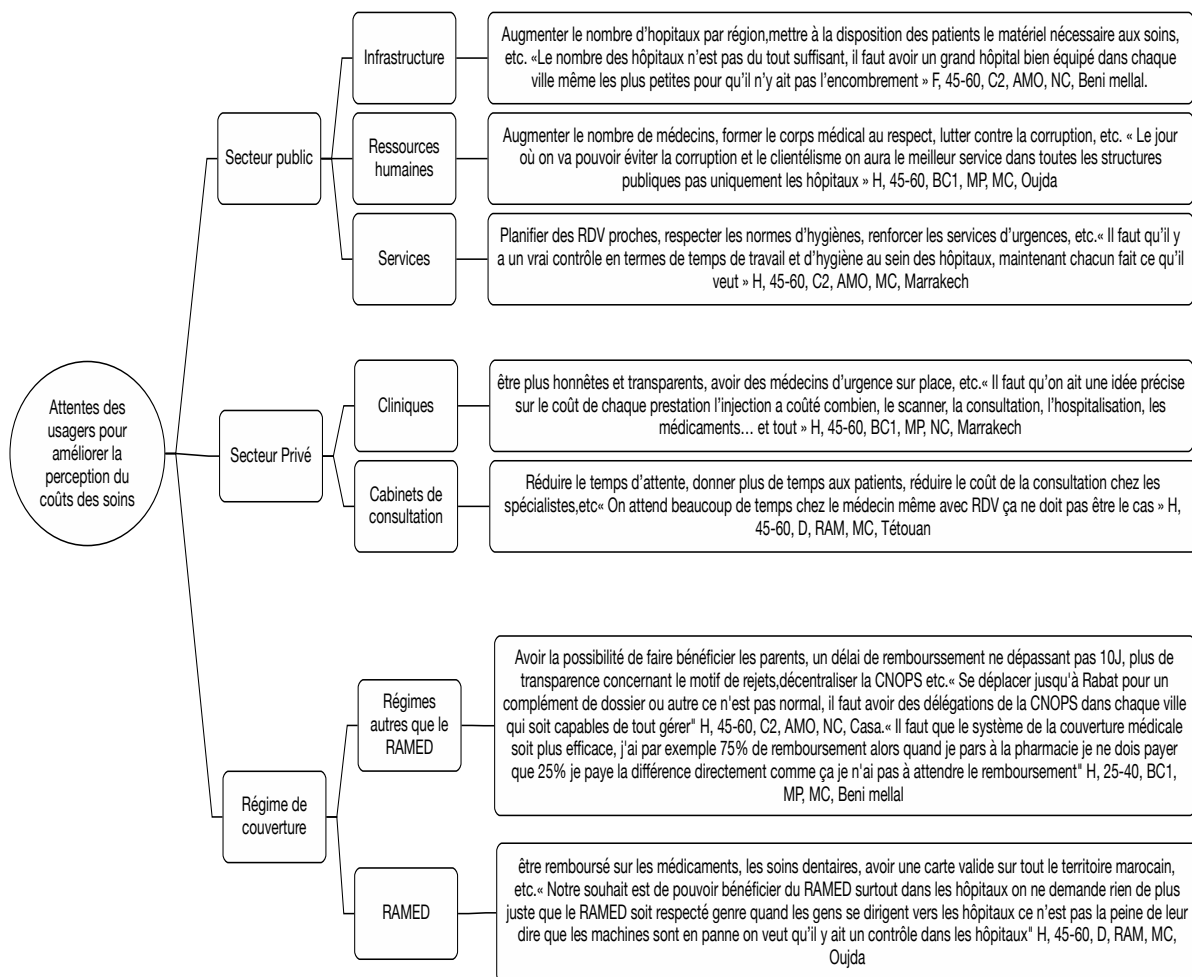 Attentes des
usagers pour
améliorer la
perception du
coûts des soins
Secteur public
Infrastructure
Augmenter le nombre d'hopitaux par région,mettre à la disposition des patients le matériel nécessaire aux soins,
etc. «Le nombre des hôpitaux n'est pas du tout suffisant, il faut avoir un grand hôpital bien équipé dans chaque
ville même les plus petites pour qu'il n'y ait pas l'encombrement » F, 45-60, C2, AMO, NC, Beni mellal.
Ressources
humaines
Augmenter le nombre de médecins, former le corps médical au respect, lutter contre la corruption, etc. « Le jour
où on va pouvoir éviter la corruption et le clientélisme on aura le meilleur service dans toutes les structures
publiques pas uniquement les hôpitaux » H, 45-60, BC1, MP, MC, Oujda
Services
Planifier des RDV proches, respecter les normes d'hygiènes, renforcer les services d'urgences, etc.« Il faut qu'il y
a un vrai contrôle en termes de temps de travail et d'hygiène au sein des hôpitaux, maintenant chacun fait ce qu'il
veut » H, 45-60, C2, AMO, MC, Marrakech
Secteur Privé
Cliniques
être plus honnêtes et transparents, avoir des médecins d'urgence sur place, etc.« Il faut qu'on ait une idée précise
sur le coût de chaque prestation l'injection a coûté combien, le scanner, la consultation, l'hospitalisation, les
médicaments... et tout » H, 45-60, BC1, MP, NC, Marrakech
Cabinets de
consultation
Réduire le temps d'attente, donner plus de temps aux patients, réduire le coût de la consultation chez les
spécialistes,etc« On attend beaucoup de temps chez le médecin même avec RDV ça ne doit pas être le cas » H,
45-60, D, RAM, MC, Tétouan
Régime de
couverture
Régimes
autres que le
RAMED
Avoir la possibilité de faire bénéficier les parents, un délai de rembourssement ne dépassant pas 10J, plus de
transparence concernant le motif de rejets,décentraliser la CNOPS etc.« Se déplacer jusqu'à Rabat pour un
complément de dossier ou autre ce n'est pas normal, il faut avoir des délégations de la CNOPS dans chaque ville
qui soit capables de tout gérer" H, 45-60, C2, AMO, NC, Casa.« Il faut que le système de la couverture médicale
soit plus efficace, j'ai par exemple 75% de remboursement alors quand je pars à la pharmacie je ne dois payer
que 25% je paye la différence directement comme ça je n'ai pas à attendre le remboursement" H, 25-40, BC1,
MP, MC, Beni mellal
RAMED
être remboursé sur les médicaments, les soins dentaires, avoir une carte valide sur tout le territoire marocain,
etc.« Notre souhait est de pouvoir bénéficier du RAMED surtout dans les hôpitaux on ne demande rien de plus
juste que le RAMED soit respecté genre quand les gens se dirigent vers les hôpitaux ce n'est pas la peine de leur
dire que les machines sont en panne on veut qu'il y ait un contrôle dans les hôpitaux" H, 45-60, D, RAM, MC,
Oujda